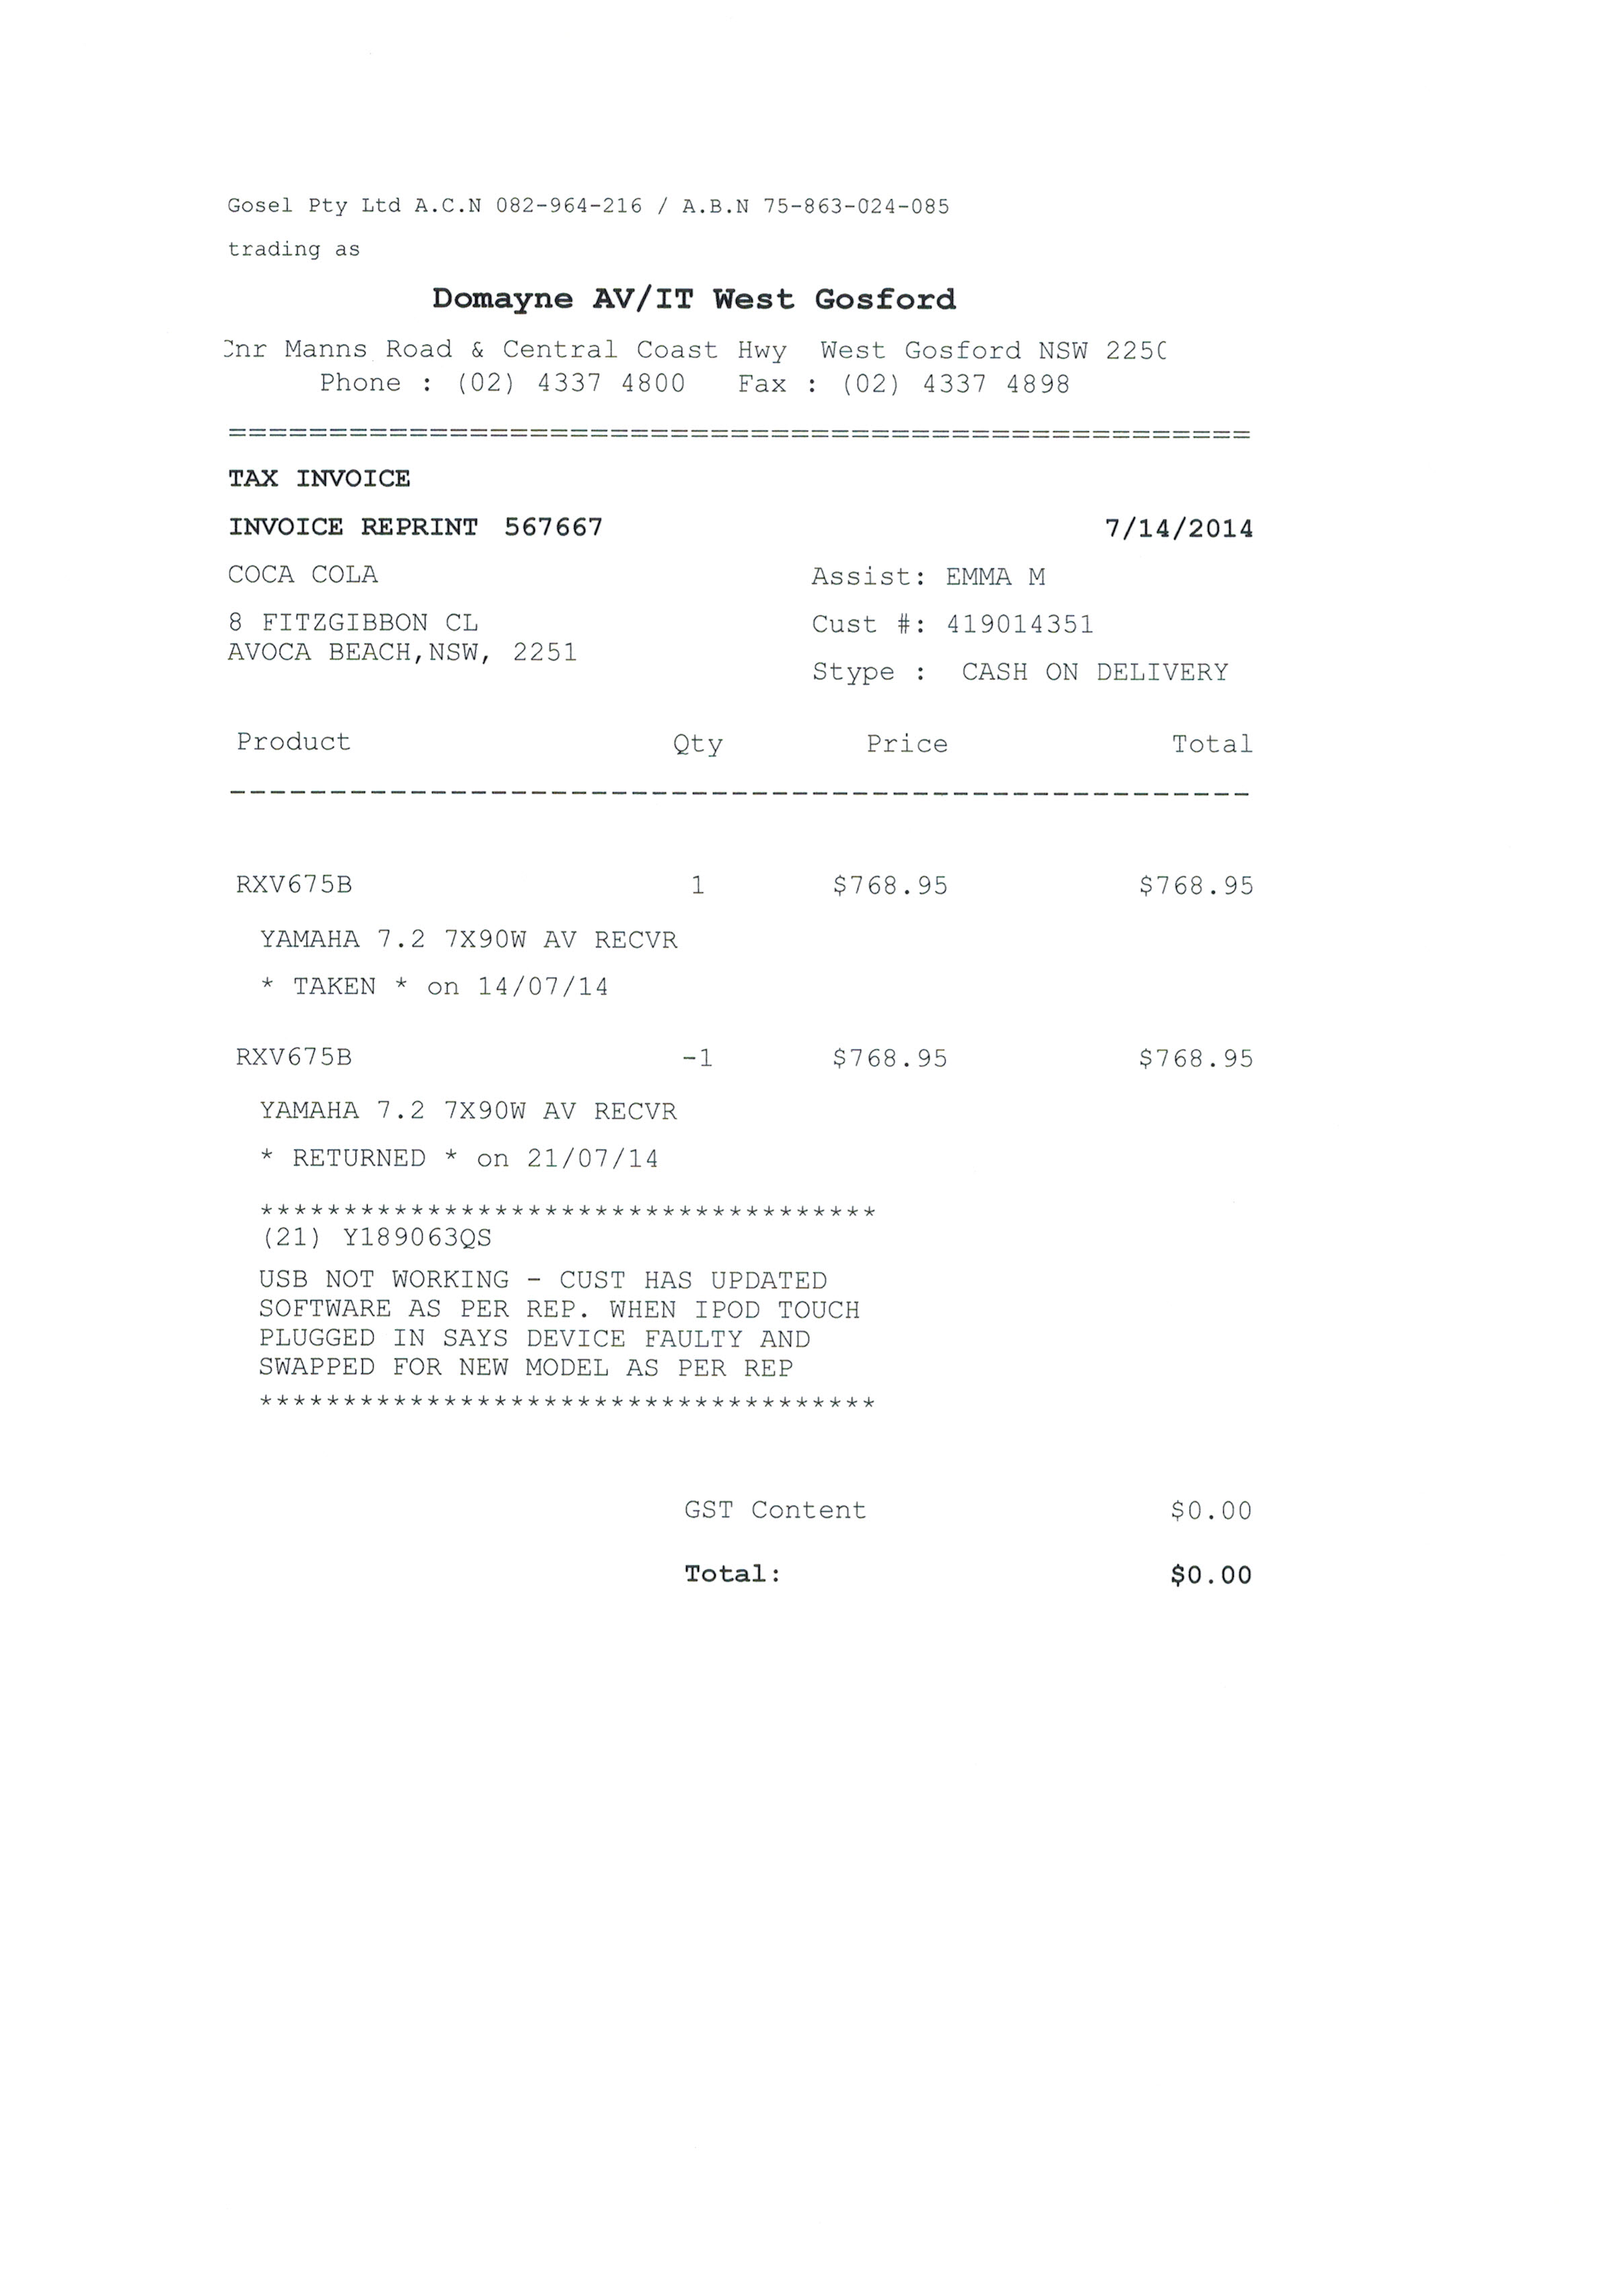 Gosel Pty Ltd A.C.N 082-964-216 / A.B.N 75-863-024-085
trading as
Domayne AV/IT West Gosford
Cnr Manns Road & Central Coast Hwy West Gosford NSW 2250
Phone : (02) 4337 4800 Fax : (02) 4337 4898
===================================================
TAX INVOICE
INVOICE REPRINT 567667 7/14/2014
COCA COLA Assist: EMMA M
8 FITZGIBBON CL Cust #: 419014351
AVOCA BEACH,NSW, 2251
Stype : CASH ON DELIVERY
Product Qty Price Total
---------------------------------------------------
RXV675B 1 $768.95 $768.95
YAMAHA 7.2 7X90W AV RECVR
* TAKEN * on 14/07/14
RXV675B -1 $768.95 $768.95
YAMAHA 7.2 7X90W AV RECVR
* RETURNED * on 21/07/14
*************************************
(21) Y189063QS
USB NOT WORKING - CUST HAS UPDATED
SOFTWARE AS PER REP. WHEN IPOD TOUCH
PLUGGED IN SAYS DEVICE FAULTY AND
SWAPPED FOR NEW MODEL AS PER REP
*************************************
GST Content $0.00
Total: $0.00